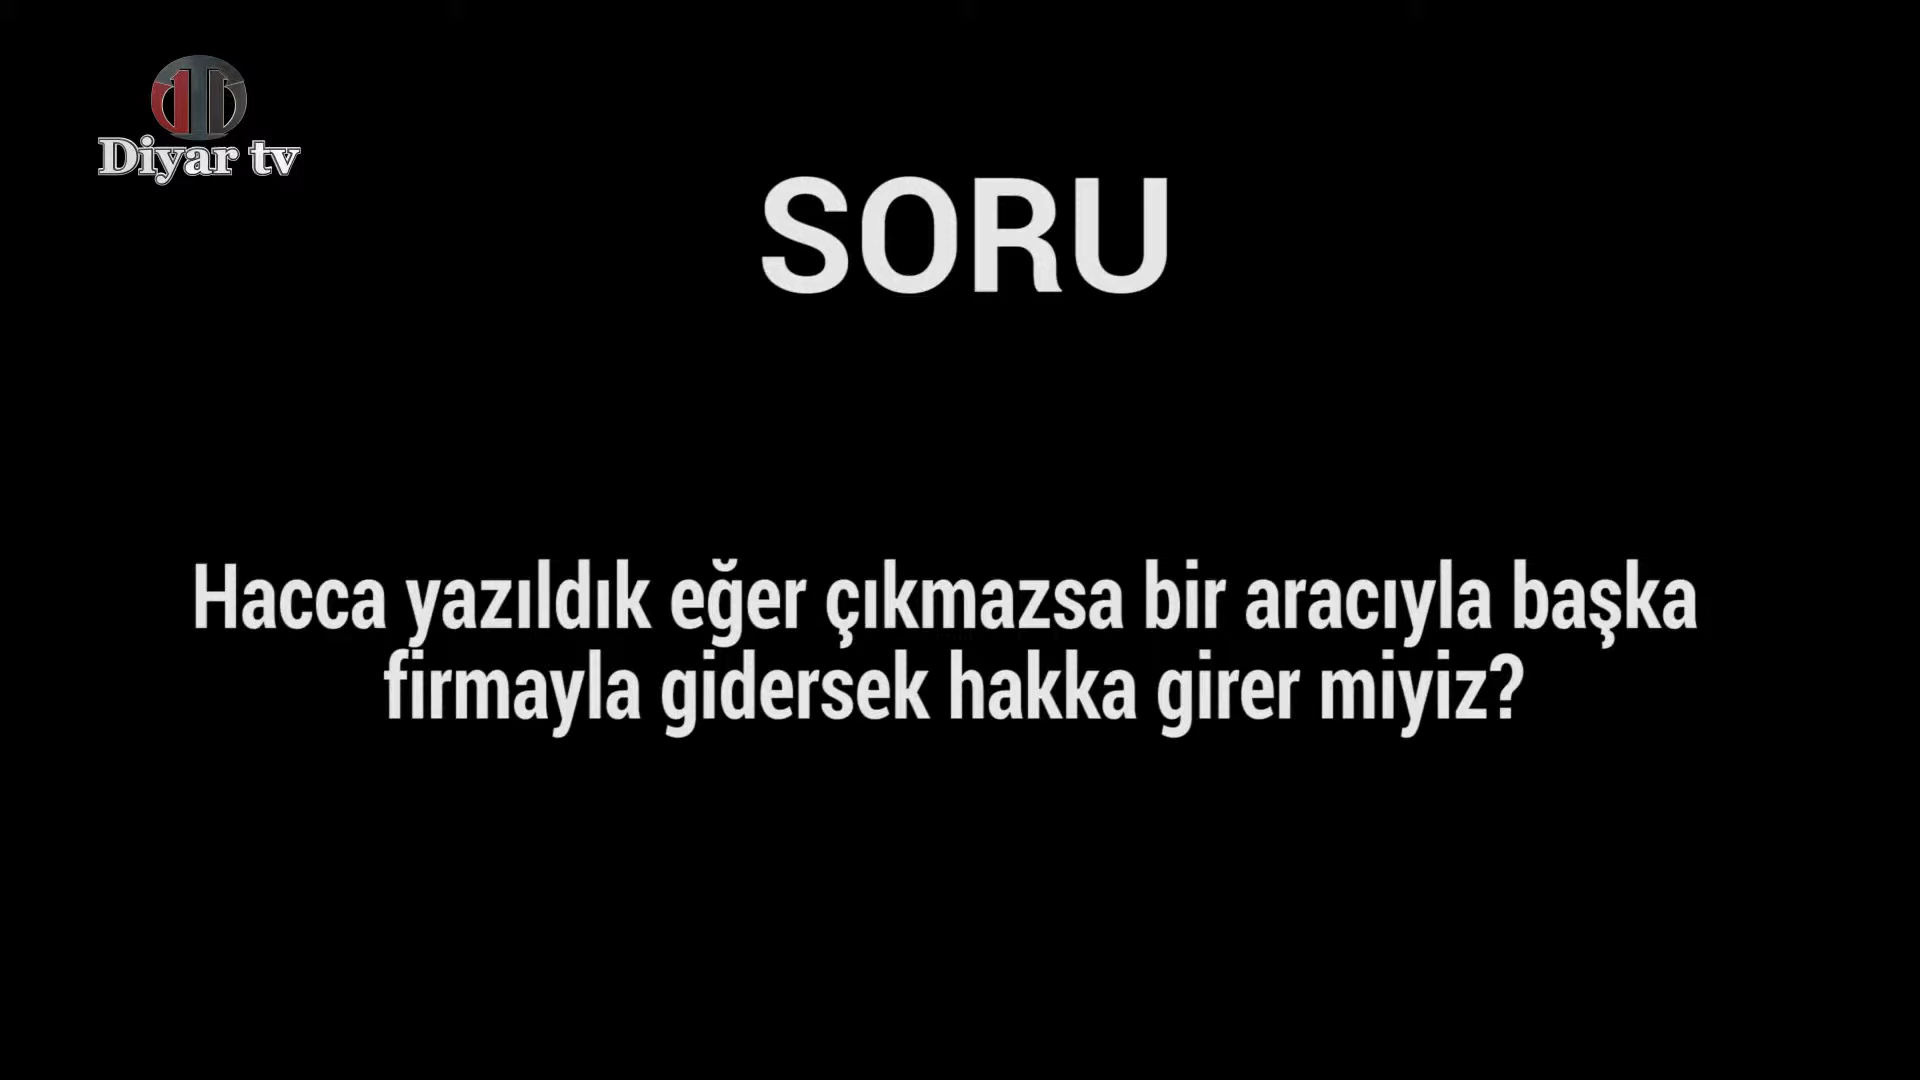 Diyar tv
SORU
Hacca yazıldık eğer çıkmazsa bir aracıyla başka
firmayla gidersek hakka girer miyiz?